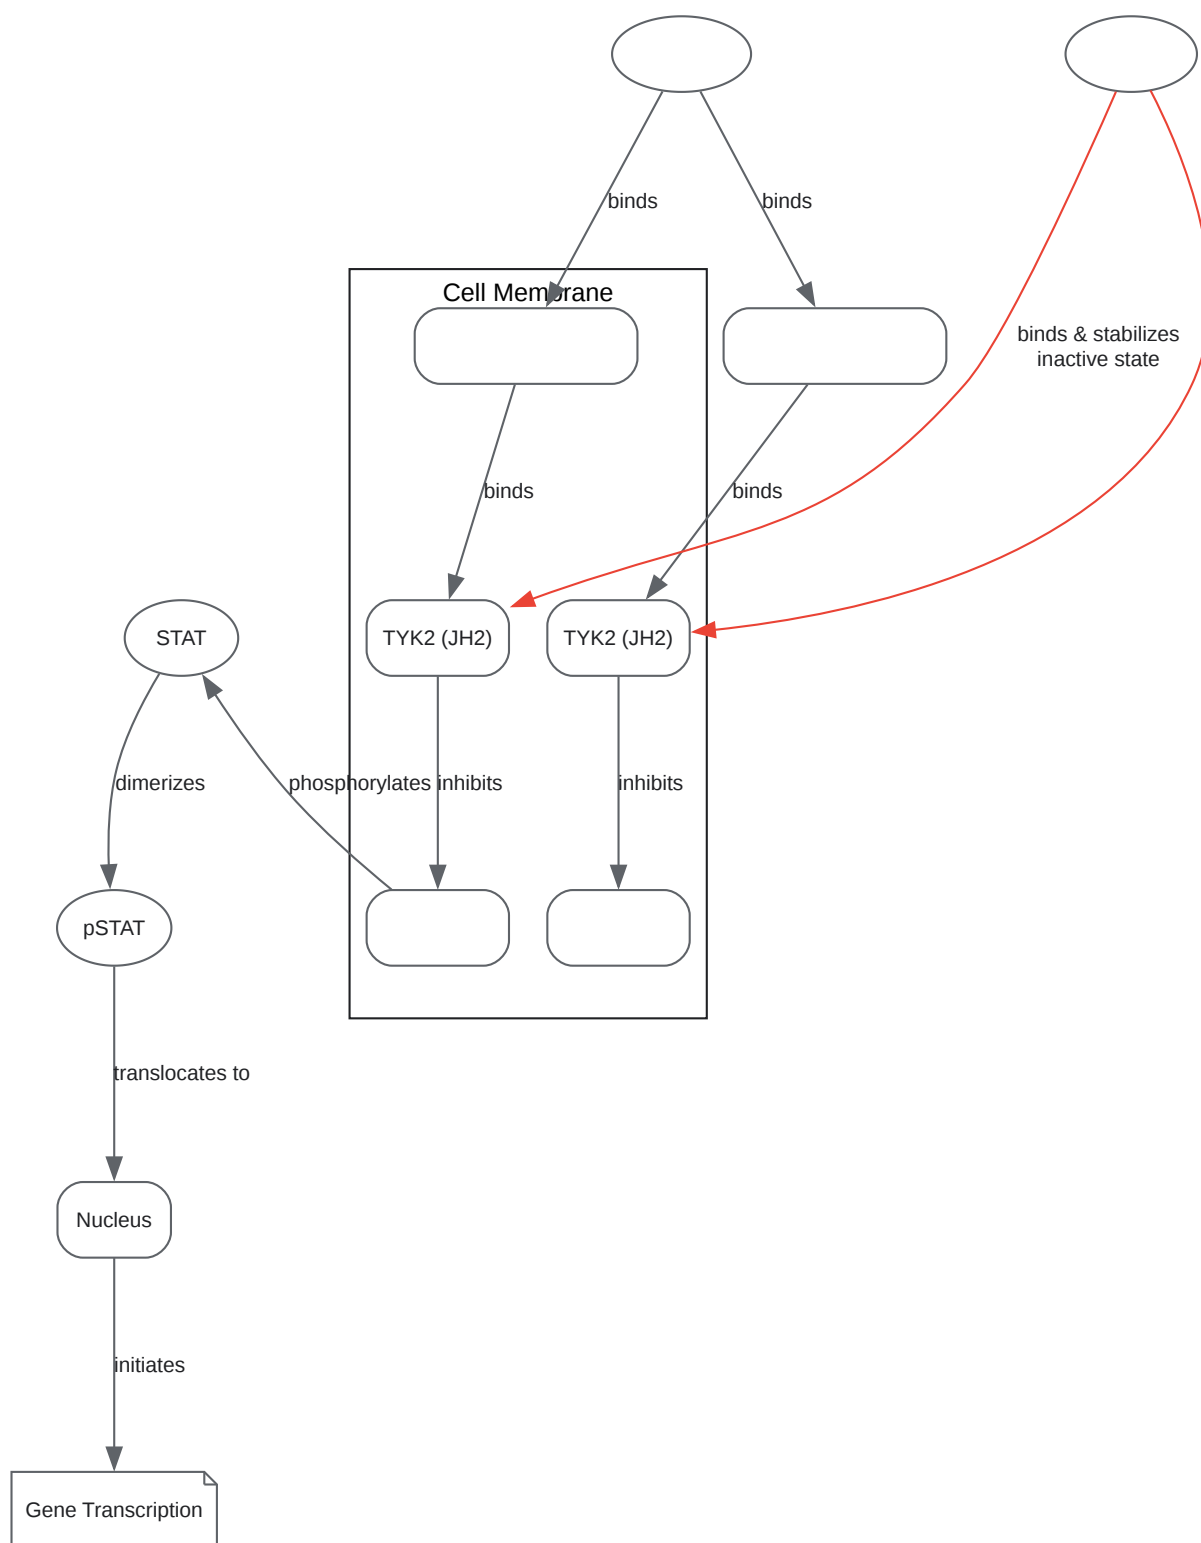 binds
binds
Cell Membrane
binds & stabilizes
inactive state
binds
binds
STAT
TYK2 (JH2)
TYK2 (JH2)
dimerizes
phosphorylates
inhibits
inhibits
pSTAT
translocates to
Nucleus
initiates
Gene Transcription